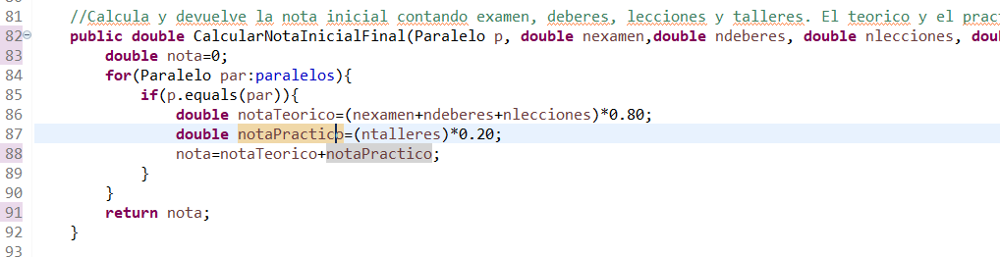 81 //Calcula y devuelve la nota inicial contando examen, deberes, lecciones y talleres. El teorico y el pract
82 public double CalcularNotaInicialFinal(Paralelo p, double nexamen,double ndeberes, double nlecciones, dou
83 double nota=0;
84 for(Paralelo par:paralelos){
85 if(p.equals(par)){
86 double notaTeorico=(nexamen+ndeberes+nlecciones)*0.80;
87 double notaPractico=(ntalleres)*0.20;
88 nota=notaTeorico+notaPractico;
89 }
90 }
91 return nota;
92 }
93